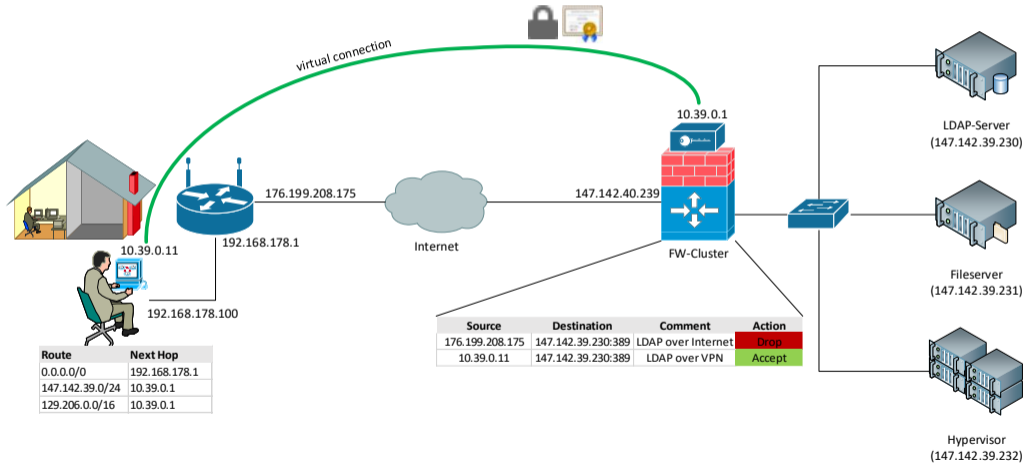 virtual connection
10.39.0.1
LDAP-Server
(147.142.39.230)
176.199.208.175
147.142.40.239
Internet
192.168.178.1
10.39.0.11
192.168.178.100
FW-Cluster
Fileserver
(147.142.39.231)
Source Destination Comment Action
176.199.208.175 147.142.39.230:389 LDAP over Internet Drop
10.39.0.11 147.142.39.230:389 LDAP over VPN Accept
Route Next Hop
0.0.0.0/0 192.168.178.1
147.142.39.0/24 10.39.0.1
129.206.0.0/16 10.39.0.1
Hypervisor
(147.142.39.232)